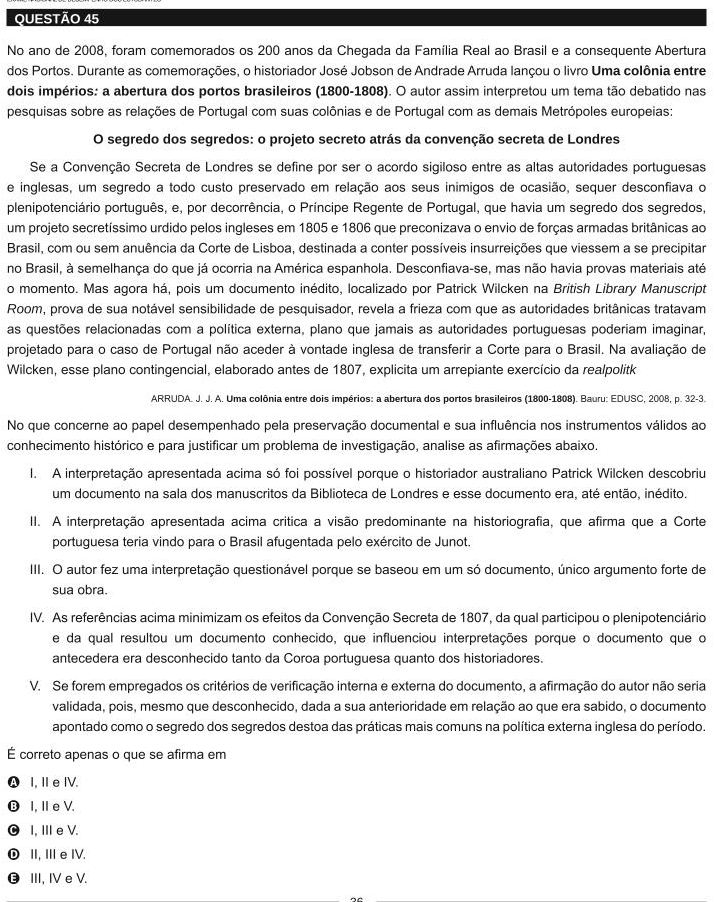 QUESTÃO 45
No ano de 2008, foram comemorados os 200 anos da Chegada da Família Real ao Brasil e a consequente Abertura
dos Portos. Durante as comemorações, o historiador José Jobson de Andrade Arruda lançou o livro Uma colônia entre
dois impérios: a abertura dos portos brasileiros (1800-1808). O autor assim interpretou um tema tão debatido nas
pesquisas sobre as relações de Portugal com suas colônias e de Portugal com as demais Metrópoles europeias:
O segredo dos segredos: o projeto secreto atrás da convenção secreta de Londres
Se a Convenção Secreta de Londres se define por ser o acordo sigiloso entre as altas autoridades portuguesas
e inglesas, um segredo a todo custo preservado em relação aos seus inimigos de ocasião, sequer desconfiava o
plenipotenciário português, e, por decorrência, o Príncipe Regente de Portugal, que havia um segredo dos segredos,
um projeto secretíssimo urdido pelos ingleses em 1805 e 1806 que preconizava o envio de forças armadas britânicas ao
Brasil, com ou sem anuência da Corte de Lisboa, destinada a conter possíveis insurreições que viessem a se precipitar
no Brasil, à semelhança do que já ocorria na América espanhola. Desconfiava-se, mas não havia provas materiais até
o momento. Mas agora há, pois um documento inédito, localizado por Patrick Wilcken na British Library Manuscript
Room, prova de sua notável sensibilidade de pesquisador, revela a frieza com que as autoridades britânicas tratavam
as questões relacionadas com a política externa, plano que jamais as autoridades portuguesas poderiam imaginar,
projetado para o caso de Portugal não aceder à vontade inglesa de transferir a Corte para o Brasil. Na avaliação de
Wilcken, esse plano contingencial, elaborado antes de 1807, explicita um arrepiante exercício da realpolitk
ARRUDA. J. J. A. Uma colônia entre dois impérios: a abertura dos portos brasileiros (1800-1808). Bauru: EDUSC, 2008, p. 32-3.
No que concerne ao papel desempenhado pela preservação documental e sua influência nos instrumentos válidos ao
conhecimento histórico e para justificar um problema de investigação, analise as afirmações abaixo.
I. A interpretação apresentada acima só foi possível porque o historiador australiano Patrick Wilcken descobriu
um documento na sala dos manuscritos da Biblioteca de Londres e esse documento era, até então, inédito.
II. A interpretação apresentada acima critica a visão predominante na historiografia, que afirma que a Corte
portuguesa teria vindo para o Brasil afugentada pelo exército de Junot.
III. O autor fez uma interpretação questionável porque se baseou em um só documento, único argumento forte de
sua obra.
IV. As referências acima minimizam os efeitos da Convenção Secreta de 1807, da qual participou o plenipotenciário
e da qual resultou um documento conhecido, que influenciou interpretações porque o documento que o
antecedera era desconhecido tanto da Coroa portuguesa quanto dos historiadores.
V. Se forem empregados os critérios de verificação interna e externa do documento, a afirmação do autor não seria
validada, pois, mesmo que desconhecido, dada a sua anterioridade em relação ao que era sabido, o documento
apontado como o segredo dos segredos destoa das práticas mais comuns na política externa inglesa do período.
É correto apenas o que se afirma em
A I, II e IV.
B I, II e V.
C I, III e V.
D II, III e IV.
E III, IV e V.